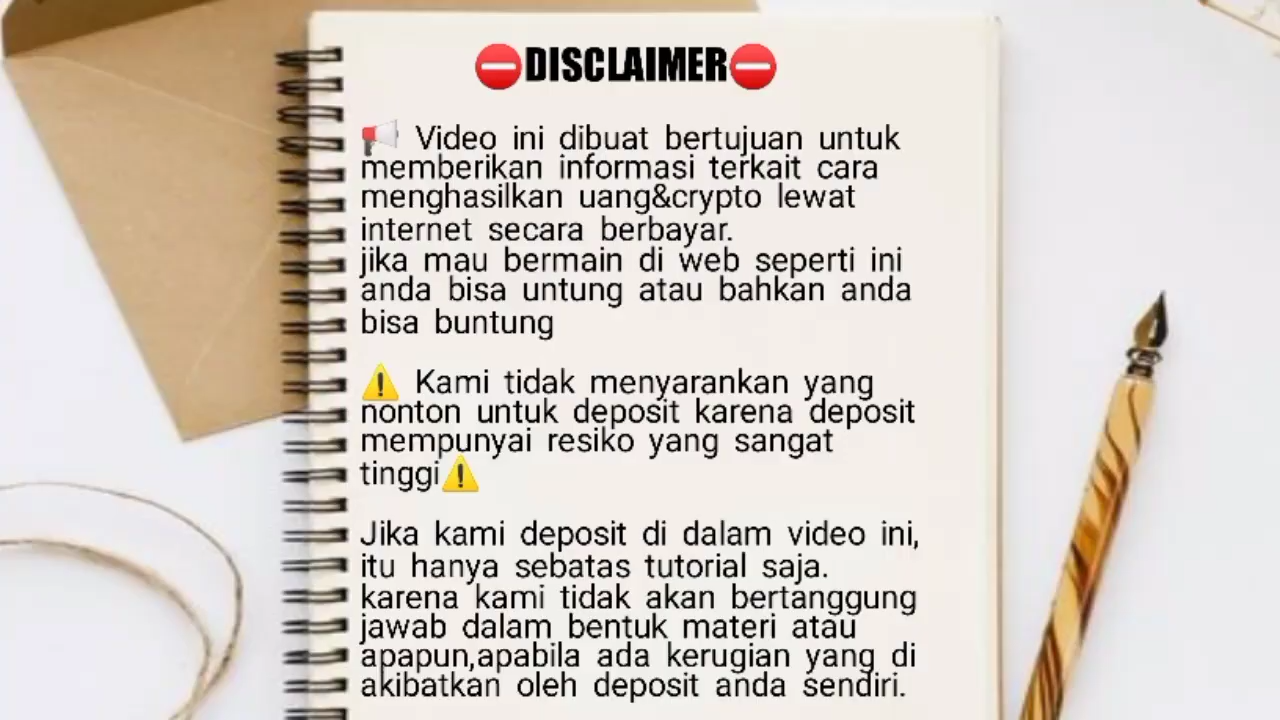 ⛔DISCLAIMER⛔
📢 Video ini dibuat bertujuan untuk
memberikan informasi terkait cara
menghasilkan uang&crypto lewat
internet secara berbayar.
jika mau bermain di web seperti ini
anda bisa untung atau bahkan anda
bisa buntung
⚠️ Kami tidak menyarankan yang
nonton untuk deposit karena deposit
mempunyai resiko yang sangat
tinggi⚠️
Jika kami deposit di dalam video ini,
itu hanya sebatas tutorial saja.
karena kami tidak akan bertanggung
jawab dalam bentuk materi atau
apapun,apabila ada kerugian yang di
akibatkan oleh deposit anda sendiri.